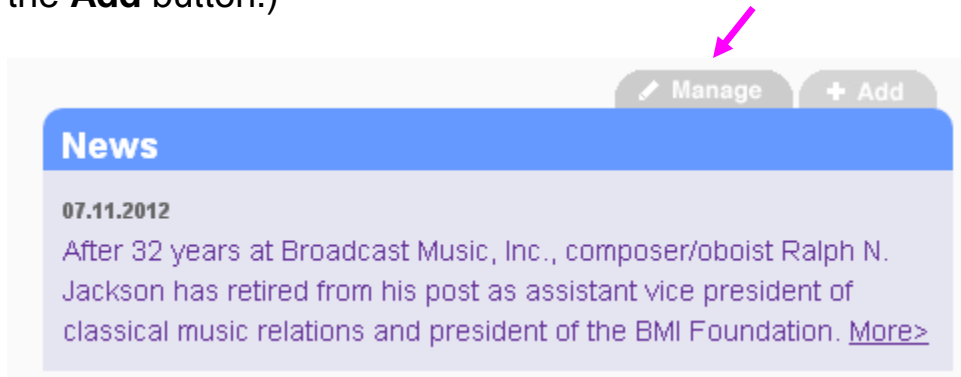 the Add button.)
Manage
+ Add
News
07.11.2012
After 32 years at Broadcast Music, Inc., composer/oboist Ralph N.
Jackson has retired from his post as assistant vice president of
classical music relations and president of the BMI Foundation. More>